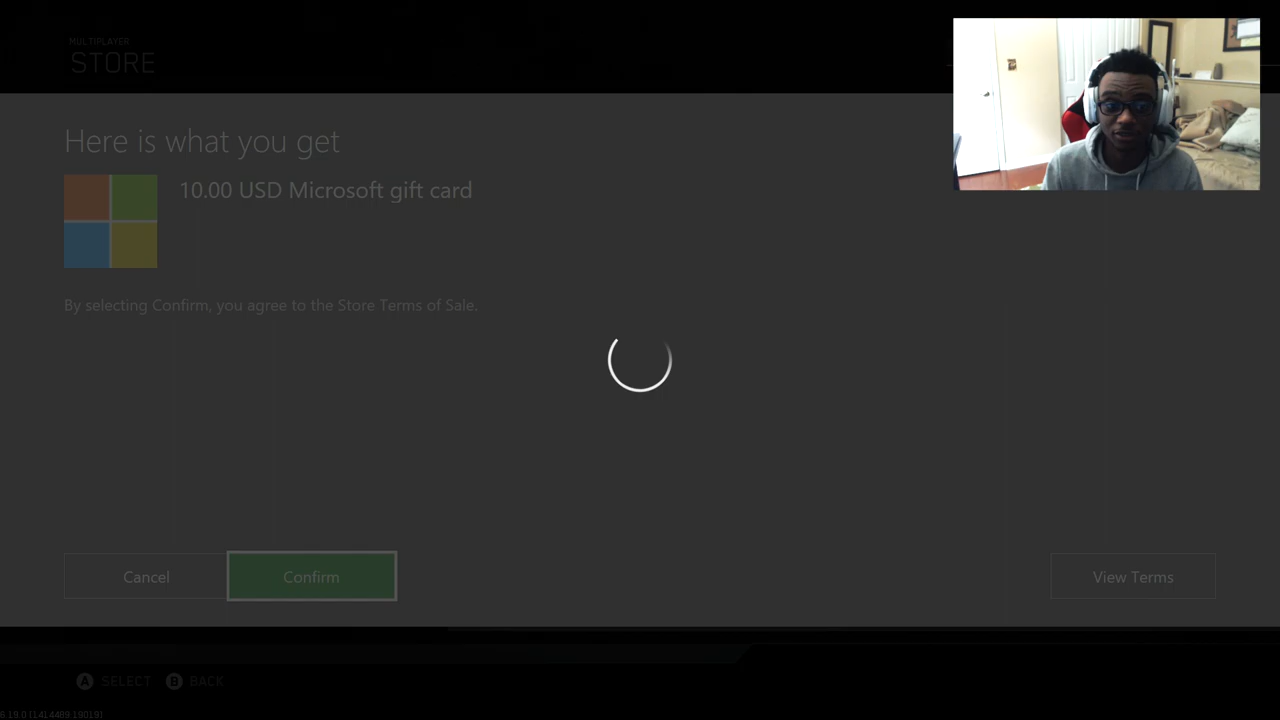 MULTIPLAYER
STORE
Here is what you get
10.00 USD Microsoft gift card
By selecting Confirm, you agree to the Store Terms of Sale.
Cancel
Confirm
View Terms
A SELECT B BACK